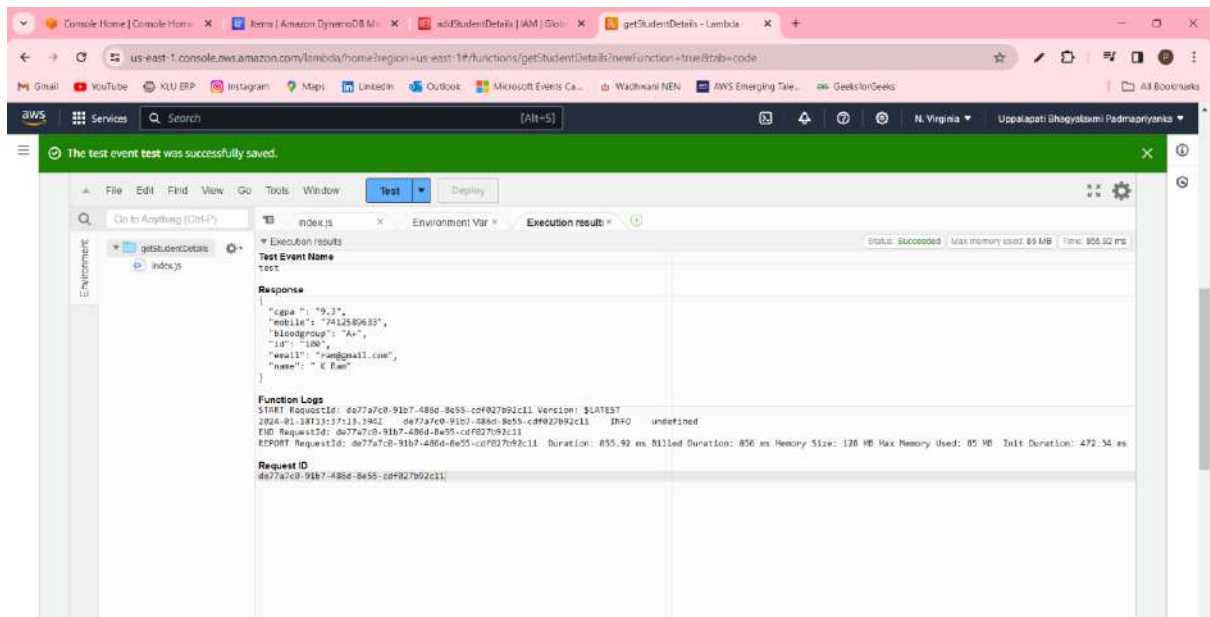 Console Home | Console Home
Items | Amazon DynamoDB Ma
addStudentDetails | IAM | Glob
getStudentDetails - Lambda
us-east-1.console.aws.amazon.com/lambda/home?region=us-east-1#/functions/getStudentDetails?newFunction=true&tab=code
Gmail YouTube KLU ERP Instagram Maps LinkedIn Outlook Microsoft Events Ca... Wadhwani NEN AWS Emerging Tale... GeeksforGeeks All Bookmarks
aws Services Search [Alt+S] N. Virginia Uppalapati Bhagyalaxmi Padmapriyanka
The test event test was successfully saved.
File Edit Find View Go Tools Window Test Deploy
Go to Anything (Ctrl-P) index.js Environment Var Execution result
Environment
getStudentDetails
index.js
Execution results Status: Succeeded Max memory used: 85 MB Time: 855.92 ms
Test Event Name
test
Response
{
"cgpa ": "9.3",
"mobile": "7412589633",
"bloodgroup": "A+",
"id": "100",
"email": "ram@gmail.com",
"name": " K Ram"
}
Function Logs
START RequestId: de77a7c0-91b7-486d-8e55-cdf027b92c11 Version: $LATEST
2024-01-18T13:37:13.394Z de77a7c0-91b7-486d-8e55-cdf027b92c11 INFO undefined
END RequestId: de77a7c0-91b7-486d-8e55-cdf027b92c11
REPORT RequestId: de77a7c0-91b7-486d-8e55-cdf027b92c11 Duration: 855.92 ms Billed Duration: 856 ms Memory Size: 128 MB Max Memory Used: 85 MB Init Duration: 472.34 ms
Request ID
de77a7c0-91b7-486d-8e55-cdf027b92c11